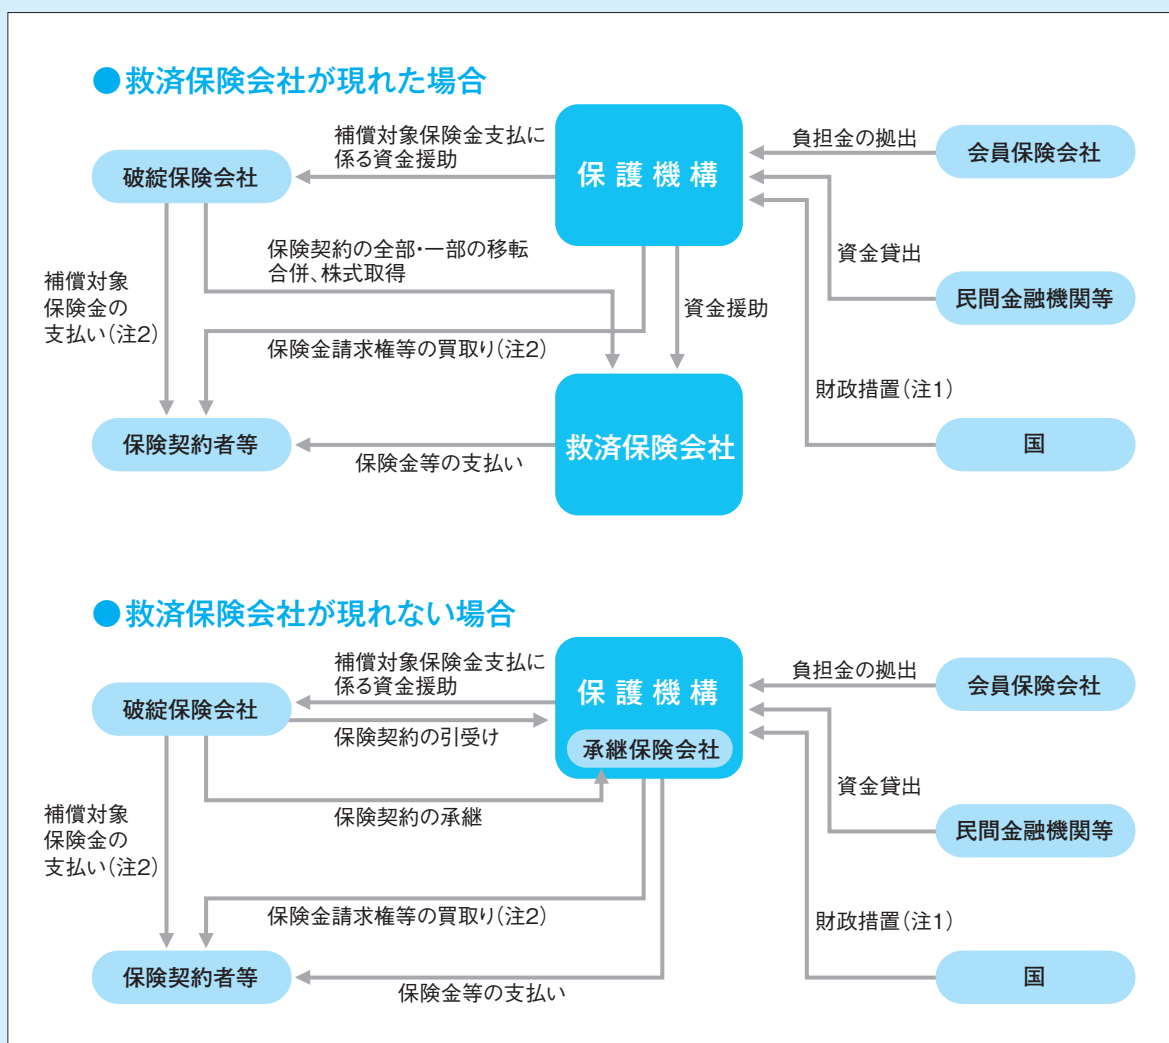 ●救済保険会社が現れた場合
補償対象保険金支払に
係る資金援助
負担金の拠出
会員保険会社
破綻保険会社
保護機構
保険契約の全部・一部の移転
合併、株式取得
資金貸出
補償対象
保険金の
支払い(注2)
民間金融機関等
資金援助
保険金請求権等の買取り(注2)
財政措置(注1)
保険契約者等
救済保険会社
国
保険金等の支払い
●救済保険会社が現れない場合
補償対象保険金支払に
係る資金援助
負担金の拠出
会員保険会社
破綻保険会社
保護機構
保険契約の引受け
承継保険会社
資金貸出
保険契約の承継
補償対象
保険金の
支払い(注2)
民間金融機関等
保険金請求権等の買取り(注2)
財政措置(注1)
保険契約者等
国
保険金等の支払い